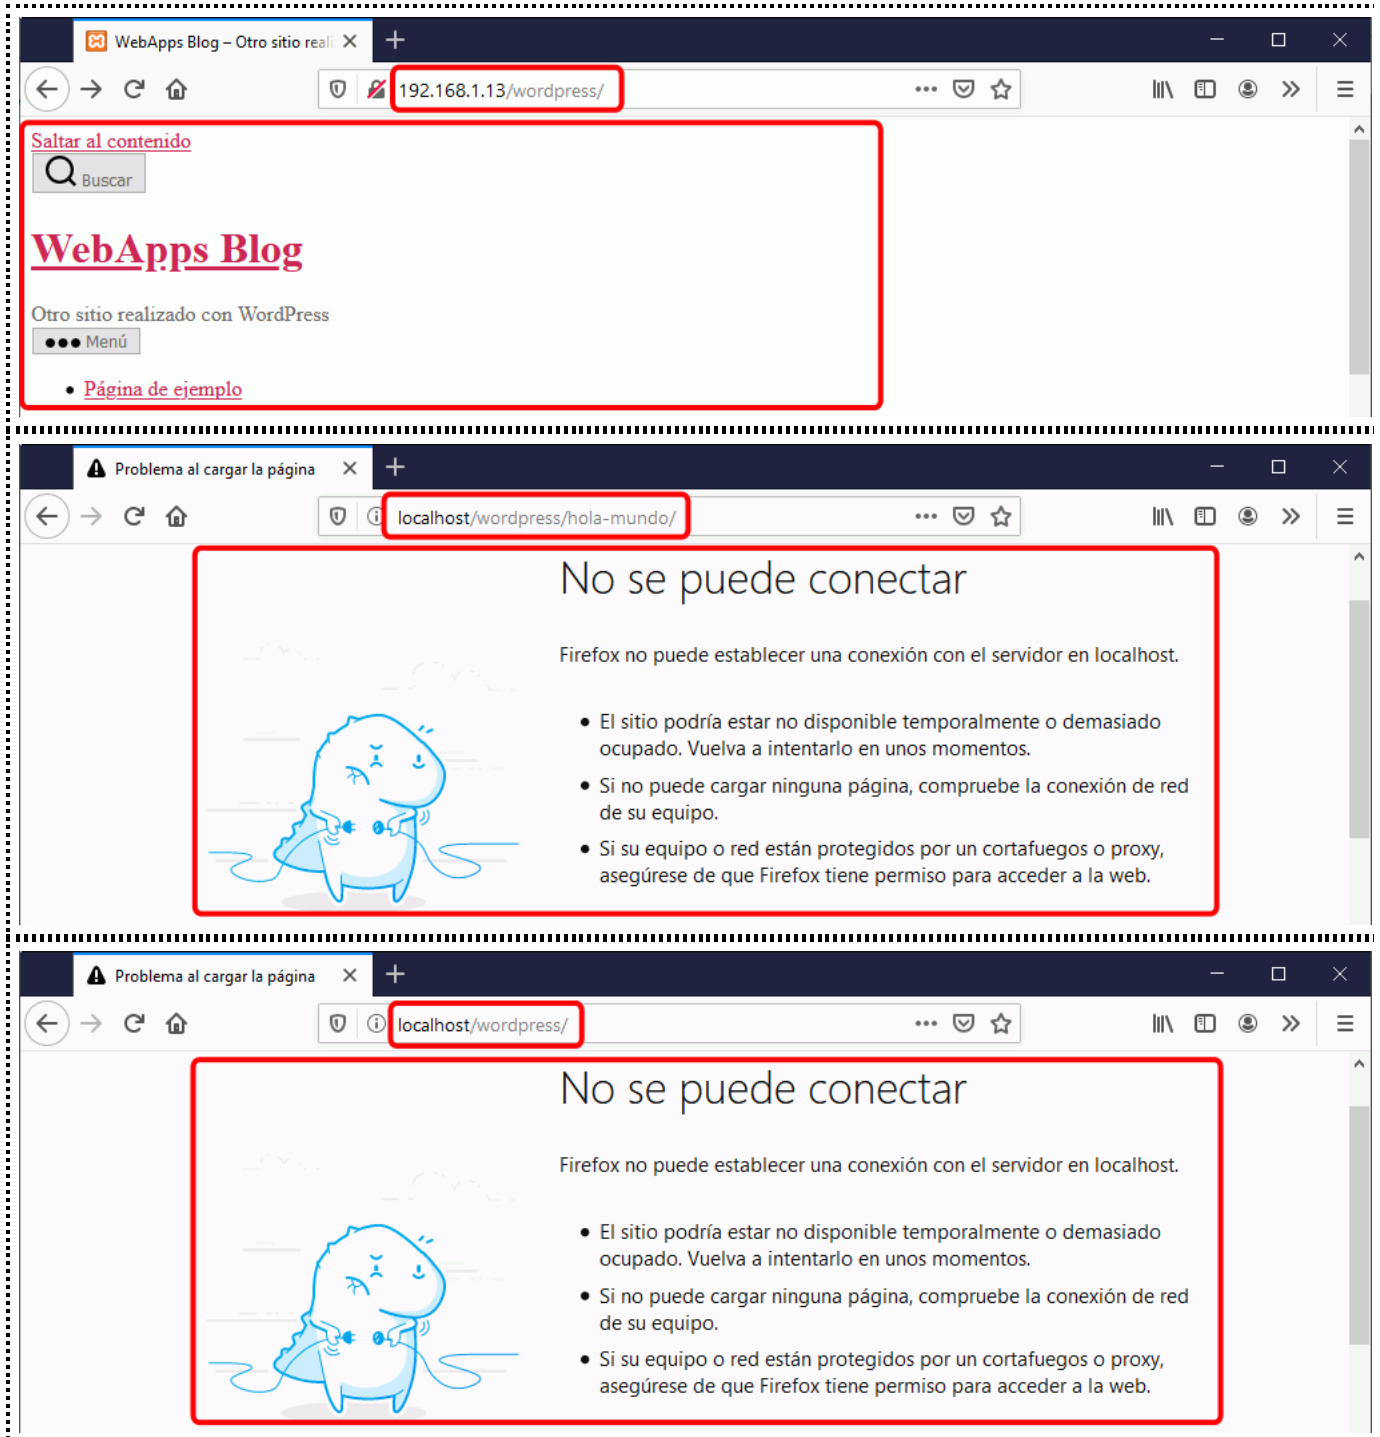 WebApps Blog – Otro sitio reali
192.168.1.13/wordpress/
Saltar al contenido
Buscar
WebApps Blog
Otro sitio realizado con WordPress
Menú
Página de ejemplo
Problema al cargar la página
localhost/wordpress/hola-mundo/
No se puede conectar
Firefox no puede establecer una conexión con el servidor en localhost.
El sitio podría estar no disponible temporalmente o demasiado
ocupado. Vuelva a intentarlo en unos momentos.
Si no puede cargar ninguna página, compruebe la conexión de red
de su equipo.
Si su equipo o red están protegidos por un cortafuegos o proxy,
asegúrese de que Firefox tiene permiso para acceder a la web.
Problema al cargar la página
localhost/wordpress/
No se puede conectar
Firefox no puede establecer una conexión con el servidor en localhost.
El sitio podría estar no disponible temporalmente o demasiado
ocupado. Vuelva a intentarlo en unos momentos.
Si no puede cargar ninguna página, compruebe la conexión de red
de su equipo.
Si su equipo o red están protegidos por un cortafuegos o proxy,
asegúrese de que Firefox tiene permiso para acceder a la web.